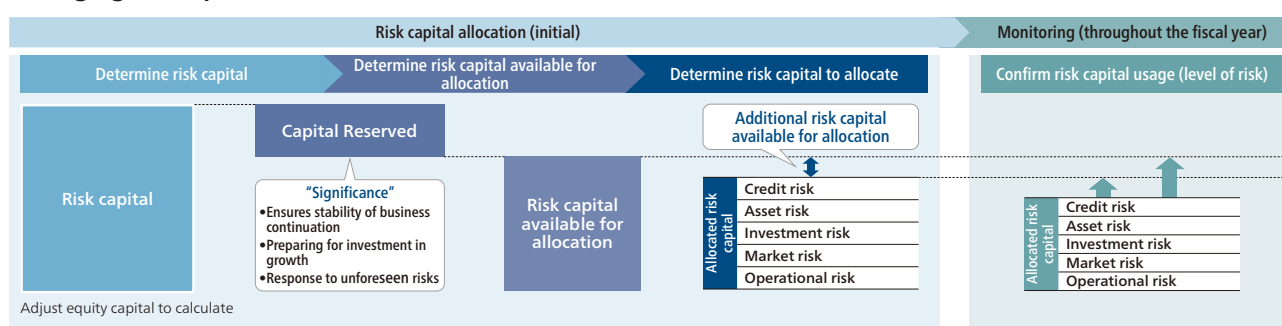 Risk capital allocation (initial)
Monitoring (throughout the fiscal year)
Determine risk capital
Determine risk capital available for
allocation
Determine risk capital to allocate
Confirm risk capital usage (level of risk)
Risk capital
Capital Reserved
"Significance"
•Ensures stability of business
continuation
•Preparing for investment in
growth
•Response to unforeseen risks
Risk capital
available for
allocation
Additional risk capital
available for allocation
Allocated risk
capital
Credit risk
Asset risk
Investment risk
Market risk
Operational risk
Allocated risk
capital
Credit risk
Asset risk
Investment risk
Market risk
Operational risk
Adjust equity capital to calculate